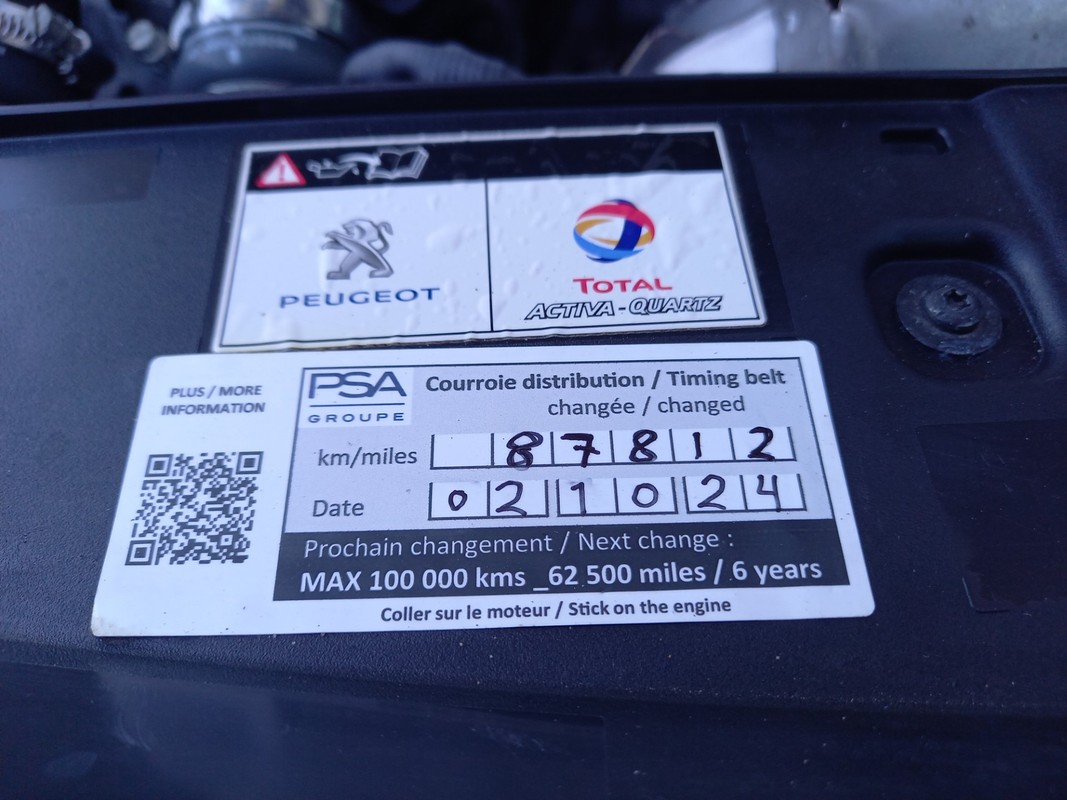 PEUGEOT
TOTAL
ACTIVA-QUARTZ
PLUS / MORE
INFORMATION
PSA
GROUPE
Courroie distribution / Timing belt
changée / changed
km/miles 87812
Date 021024
Prochain changement / Next change :
MAX 100 000 kms _62 500 miles / 6 years
Coller sur le moteur / Stick on the engine